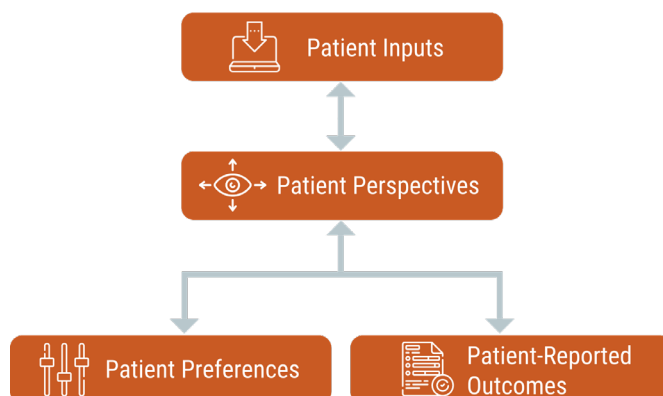 Patient Inputs
Patient Perspectives
Patient Preferences
Patient-Reported
Outcomes